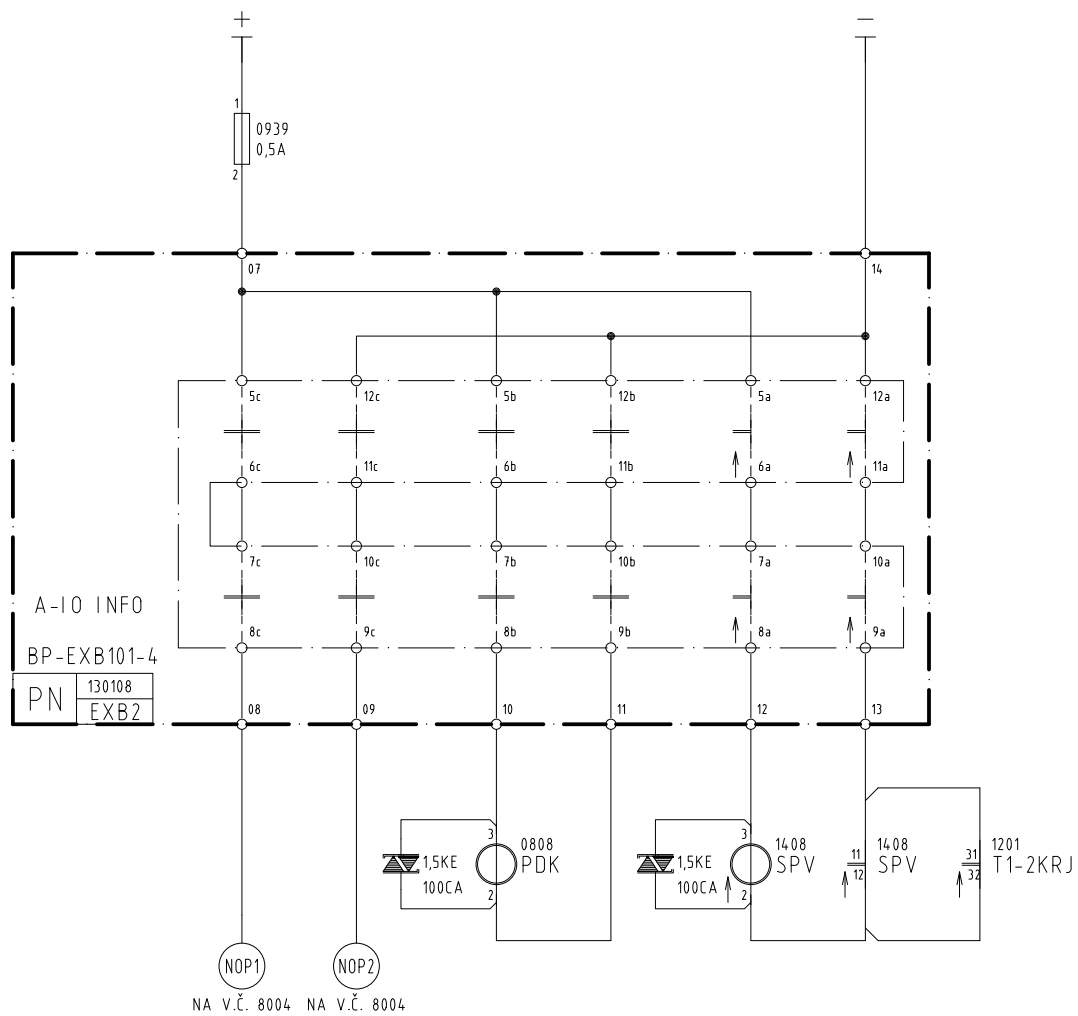 + −
1
0939
0,5A
2
07 14
5c 12c 5b 12b 5a 12a
6c 11c 6b 11b 6a 11a
7c 10c 7b 10b 7a 10a
A-IO INFO
8c 9c 8b 9b 8a 9a
BP-EXB101-4
PN 130108
EXB2
08 09 10 11 12 13
3 0808 3 1408 11 1408 31 1201
1,5KE PDK 1,5KE SPV 12 SPV 32 T1-2KRJ
100CA 2 100CA 2
NOP1 NOP2
NA V.Č. 8004 NA V.Č. 8004